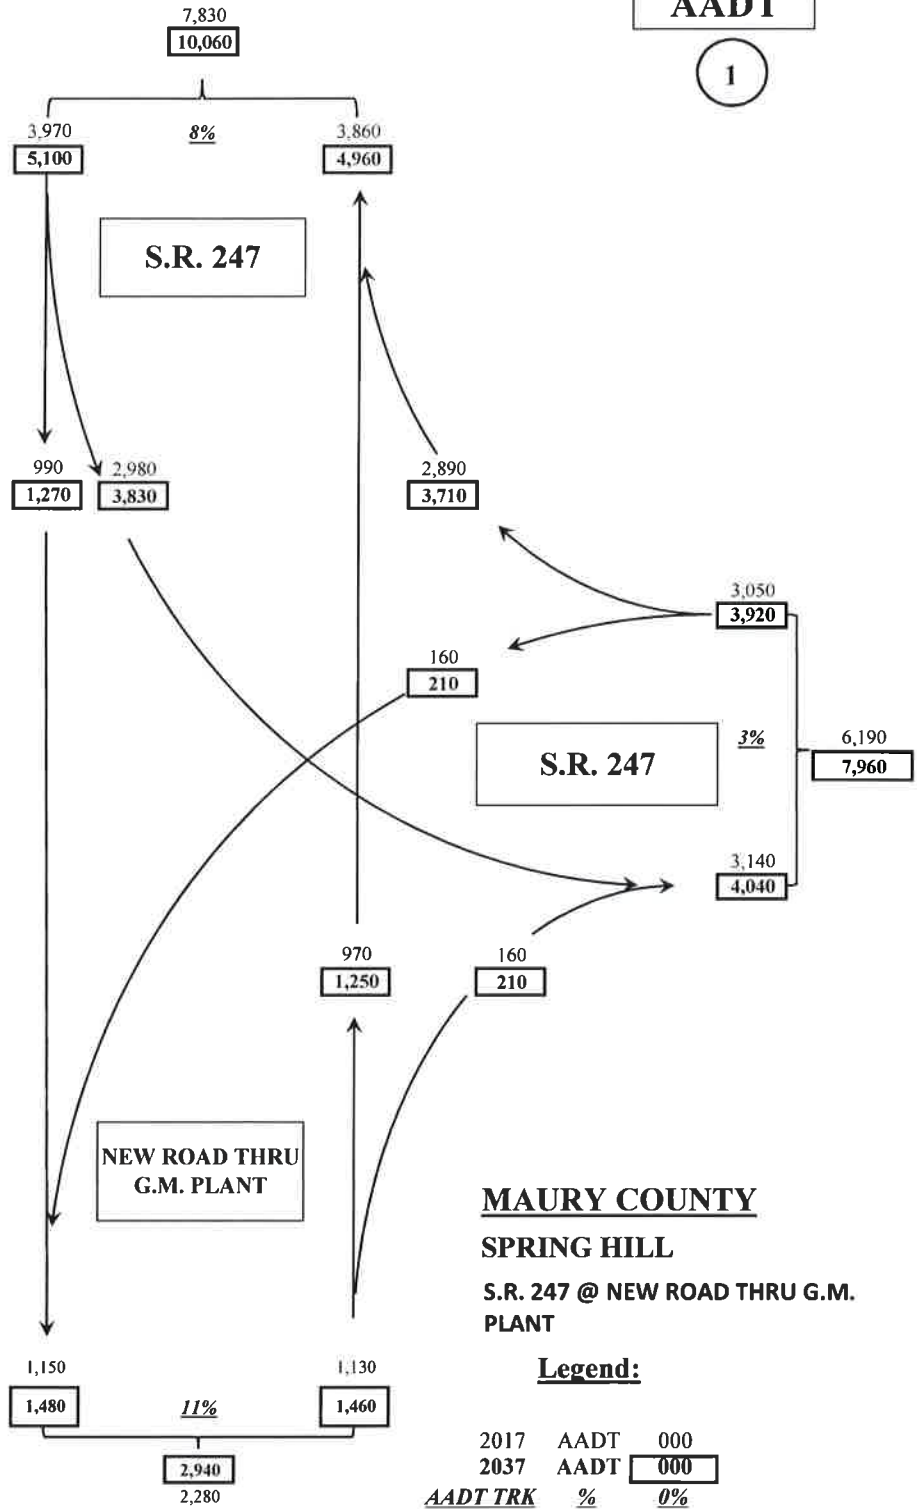 AADT
1
7,830
10,060
3,970 8% 3,860
5,100 4,960
S.R. 247
990 2,980 2,890
1,270 3,830 3,710
3,050
3,920
160
210
S.R. 247
3%
6,190
7,960
3,140
4,040
970 160
1,250 210
NEW ROAD THRU
G.M. PLANT
MAURY COUNTY
SPRING HILL
S.R. 247 @ NEW ROAD THRU G.M.
PLANT
1,150 1,130
1,480 11% 1,460
2,940
2,280
Legend:
2017 AADT 000
2037 AADT 000
AADT TRK % 0%